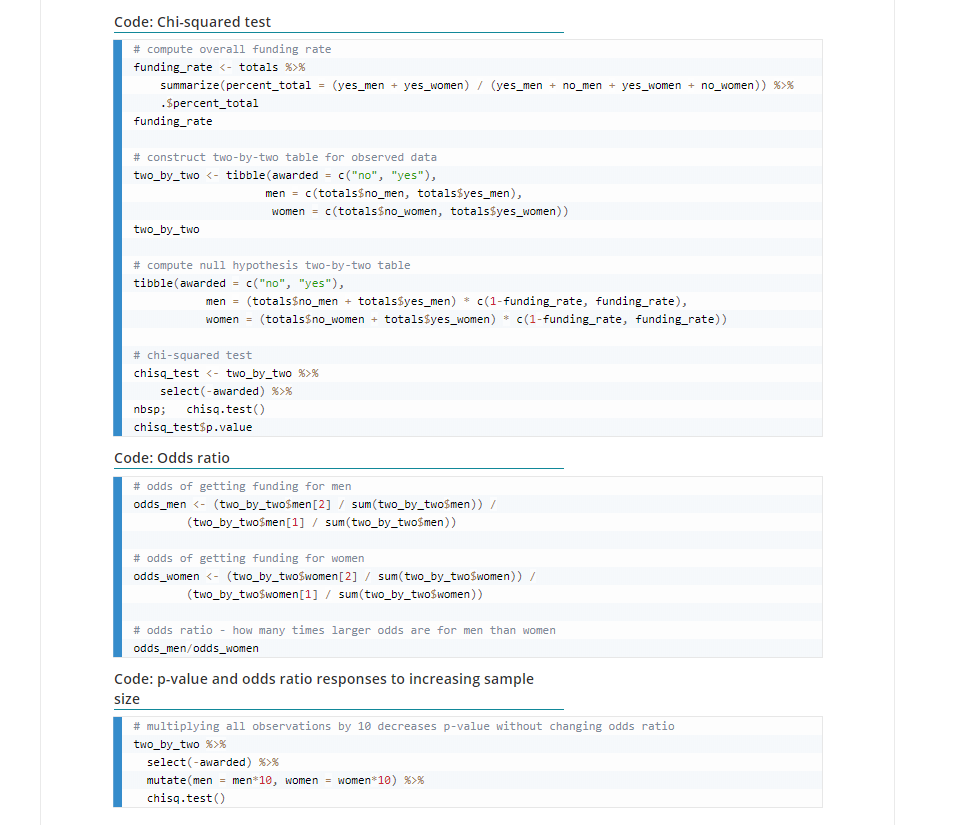 Code: Chi-squared test
# compute overall funding rate
funding_rate <- totals %>%
    summarize(percent_total = (yes_men + yes_women) / (yes_men + no_men + yes_women + no_women)) %>%
    .$percent_total
funding_rate
# construct two-by-two table for observed data
two_by_two <- tibble(awarded = c("no", "yes"),
                    men = c(totals$no_men, totals$yes_men),
                     women = c(totals$no_women, totals$yes_women))
two_by_two
# compute null hypothesis two-by-two table
tibble(awarded = c("no", "yes"),
           men = (totals$no_men + totals$yes_men) * c(1-funding_rate, funding_rate),
           women = (totals$no_women + totals$yes_women) * c(1-funding_rate, funding_rate))
# chi-squared test
chisq_test <- two_by_two %>%
    select(-awarded) %>%
nbsp;   chisq.test()
chisq_test$p.value
Code: Odds ratio
# odds of getting funding for men
odds_men <- (two_by_two$men[2] / sum(two_by_two$men)) /
        (two_by_two$men[1] / sum(two_by_two$men))
# odds of getting funding for women
odds_women <- (two_by_two$women[2] / sum(two_by_two$women)) /
        (two_by_two$women[1] / sum(two_by_two$women))
# odds ratio - how many times larger odds are for men than women
odds_men/odds_women
Code: p-value and odds ratio responses to increasing sample
size
# multiplying all observations by 10 decreases p-value without changing odds ratio
two_by_two %>%
  select(-awarded) %>%
  mutate(men = men*10, women = women*10) %>%
  chisq.test()